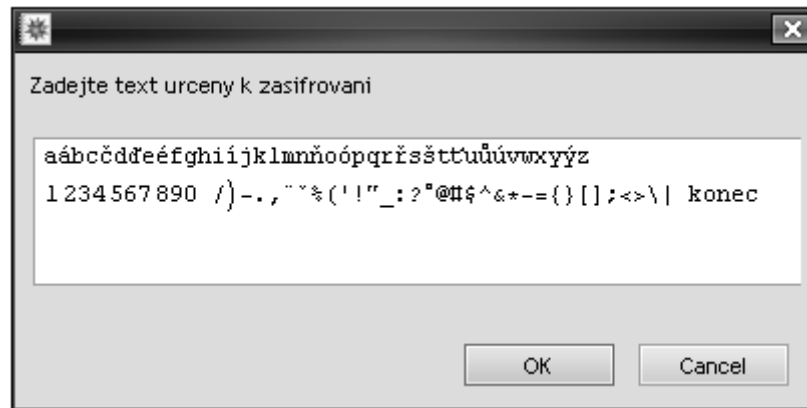 Zadejte text urceny k zasifrovani
aábcčdďeéfghiíjklmnňoópqrřsštťuůúvwxyýz
1234567890 /)-.,¨ˇ%('!"_:?°@#$^&*-={}[];<>\| konec
OK Cancel